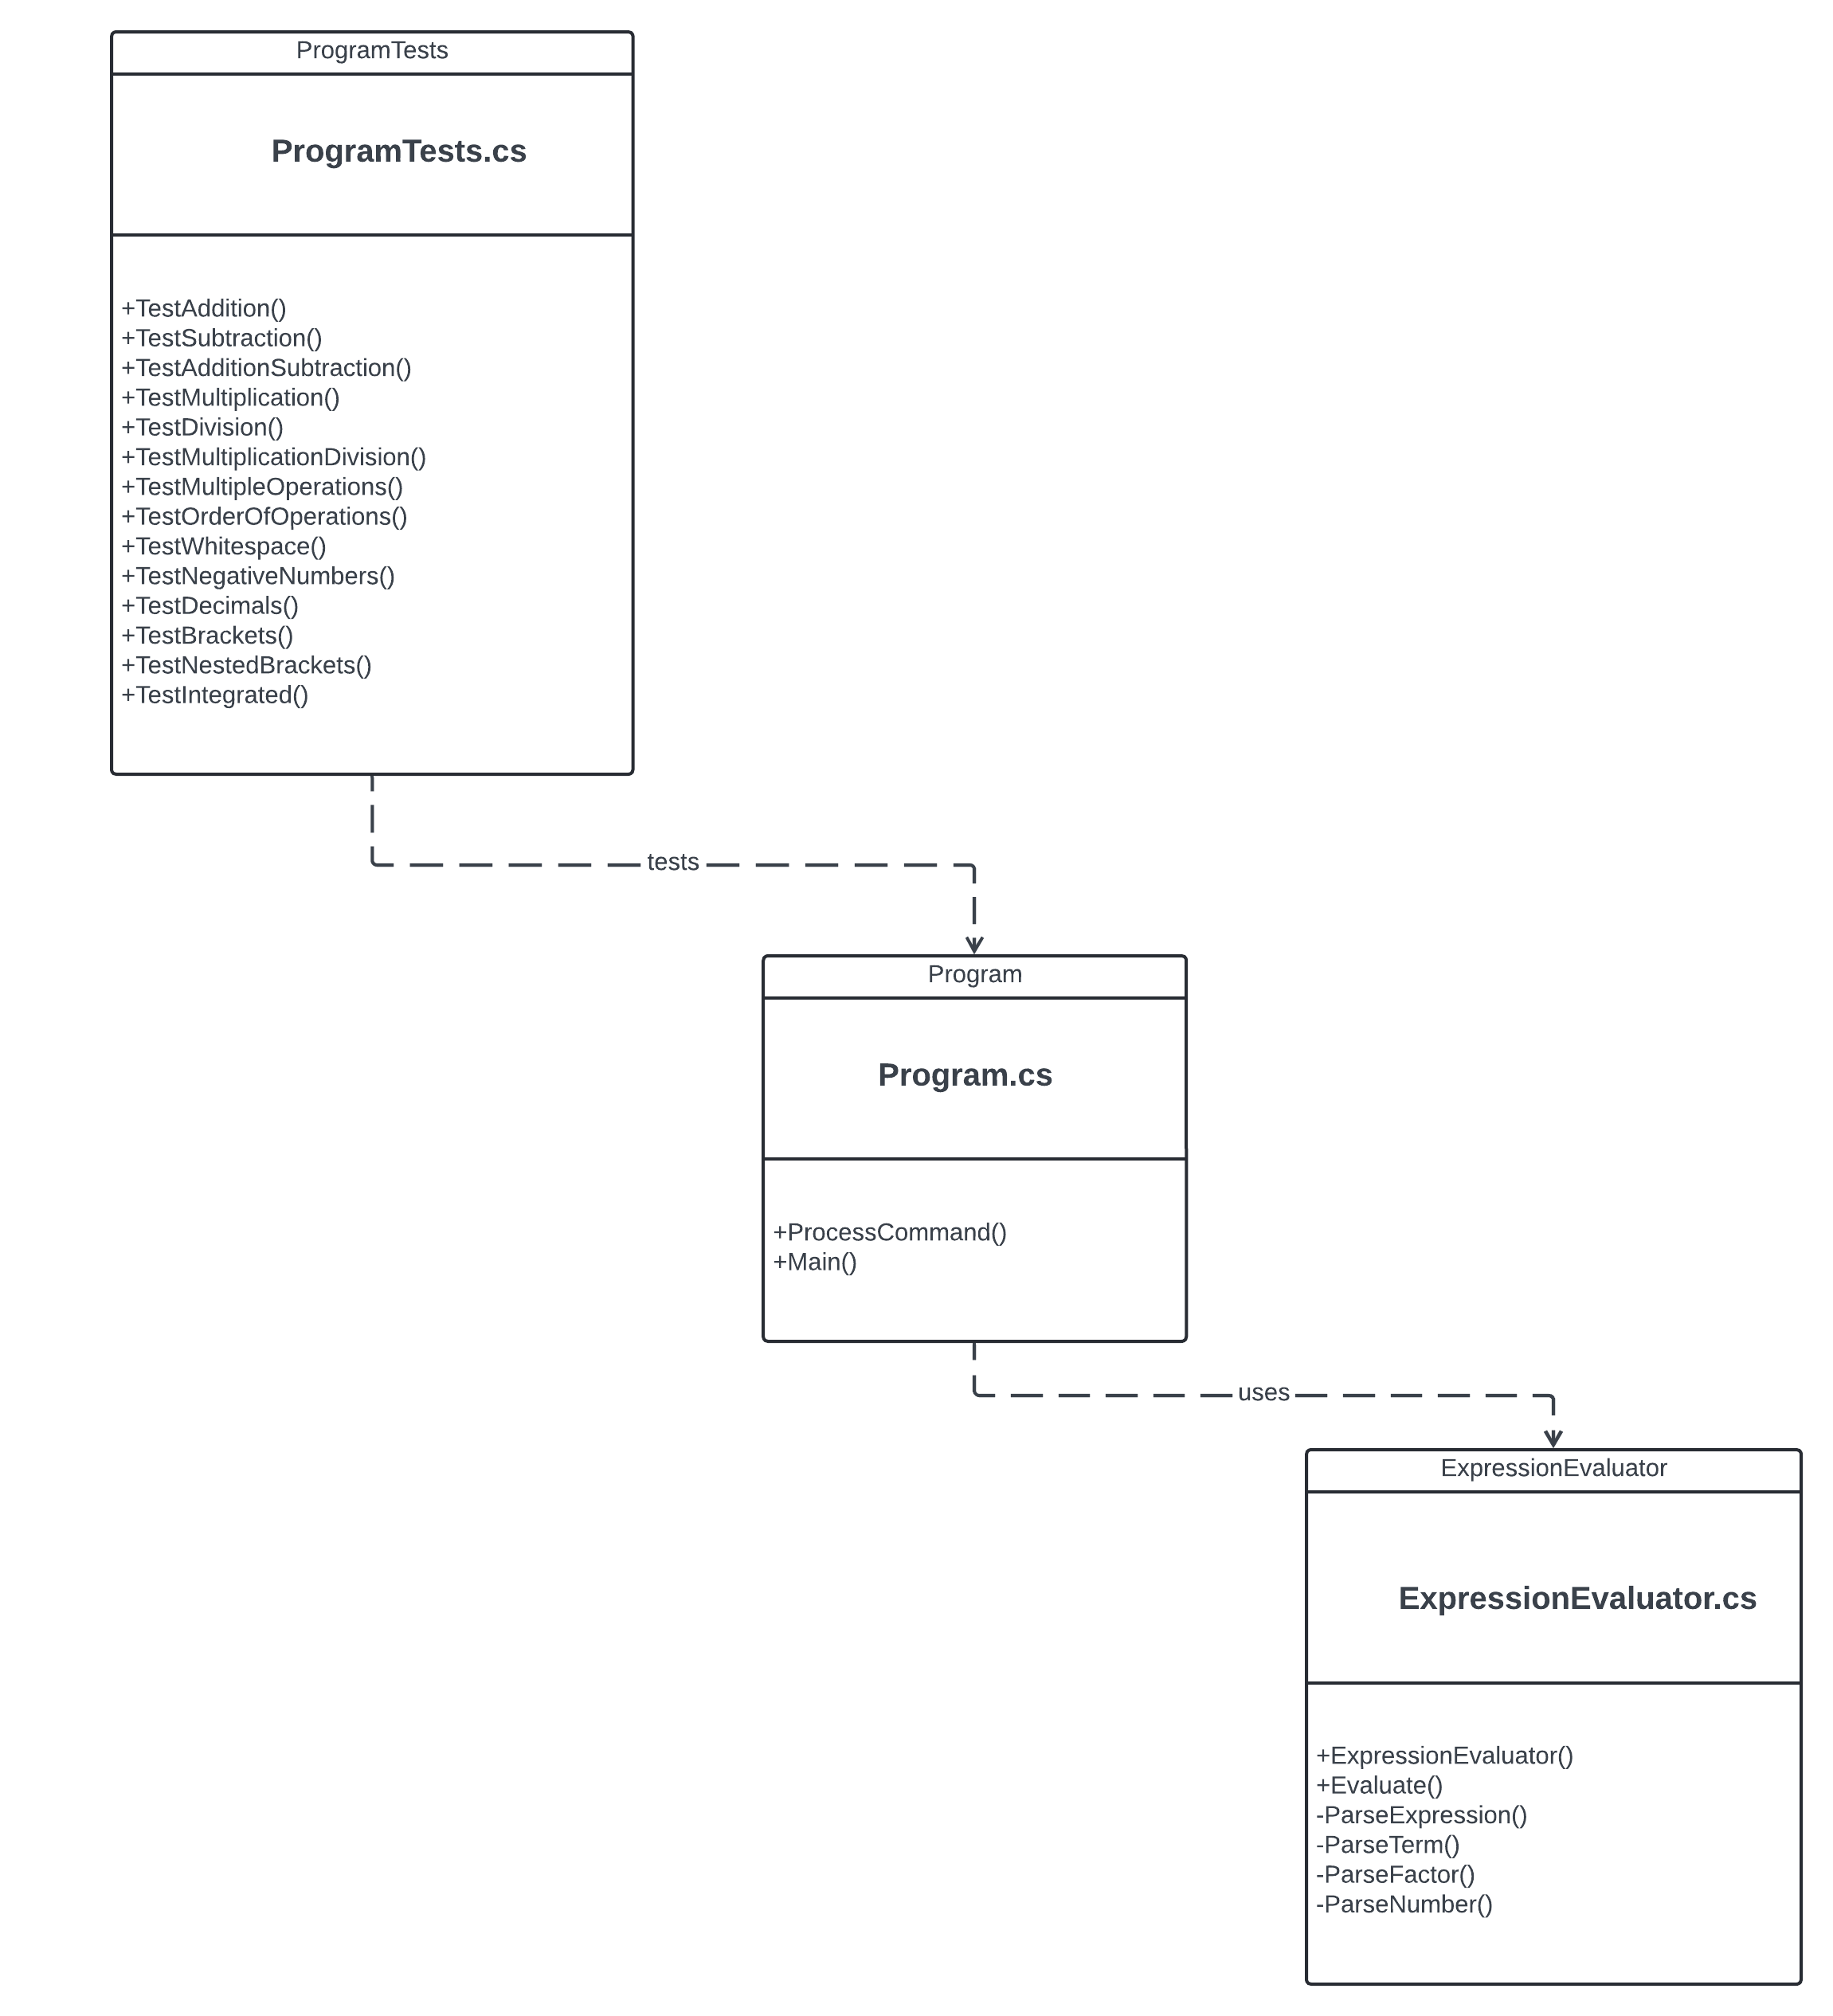 ProgramTests
ProgramTests.cs
+TestAddition()
+TestSubtraction()
+TestAdditionSubtraction()
+TestMultiplication()
+TestDivision()
+TestMultiplicationDivision()
+TestMultipleOperations()
+TestOrderOfOperations()
+TestWhitespace()
+TestNegativeNumbers()
+TestDecimals()
+TestBrackets()
+TestNestedBrackets()
+TestIntegrated()
tests
Program
Program.cs
+ProcessCommand()
+Main()
uses
ExpressionEvaluator
ExpressionEvaluator.cs
+ExpressionEvaluator()
+Evaluate()
-ParseExpression()
-ParseTerm()
-ParseFactor()
-ParseNumber()